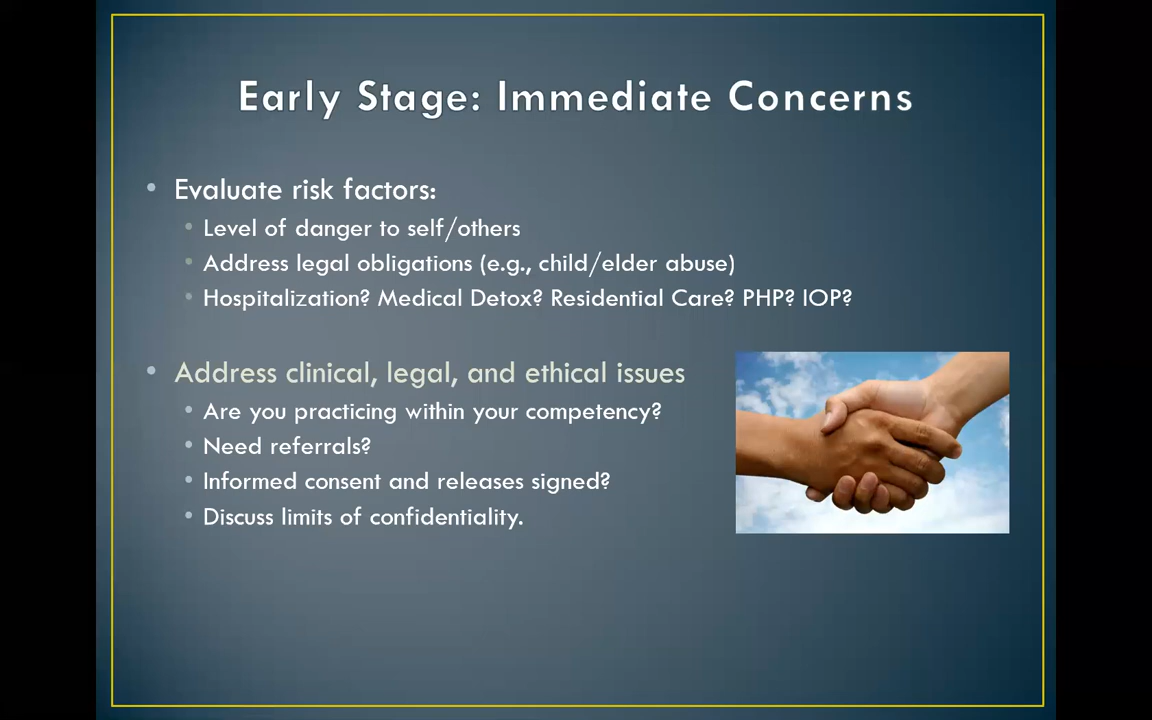 Early Stage: Immediate Concerns
• Evaluate risk factors:
• Level of danger to self/others
• Address legal obligations (e.g., child/elder abuse)
• Hospitalization? Medical Detox? Residential Care? PHP? IOP?
• Address clinical, legal, and ethical issues
• Are you practicing within your competency?
• Need referrals?
• Informed consent and releases signed?
• Discuss limits of confidentiality.